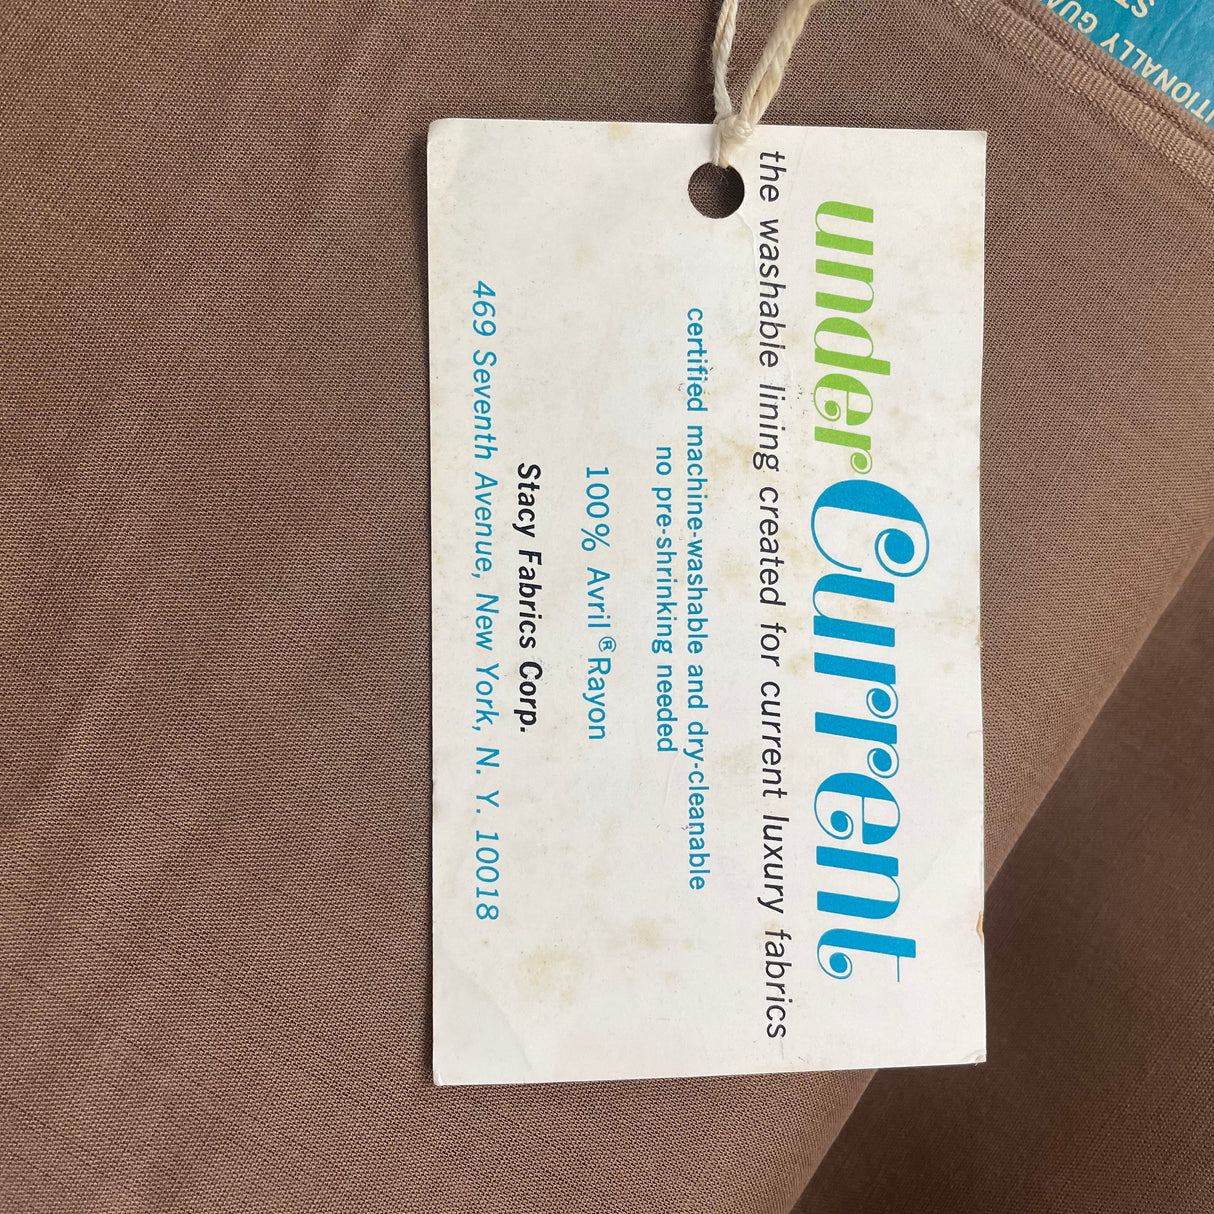 underCurrent
the washable lining created for current luxury fabrics
certified machine-washable and dry-cleanable
no pre-shrinking needed
100% Avril® Rayon
Stacy Fabrics Corp.
469 Seventh Avenue, New York, N. Y. 10018